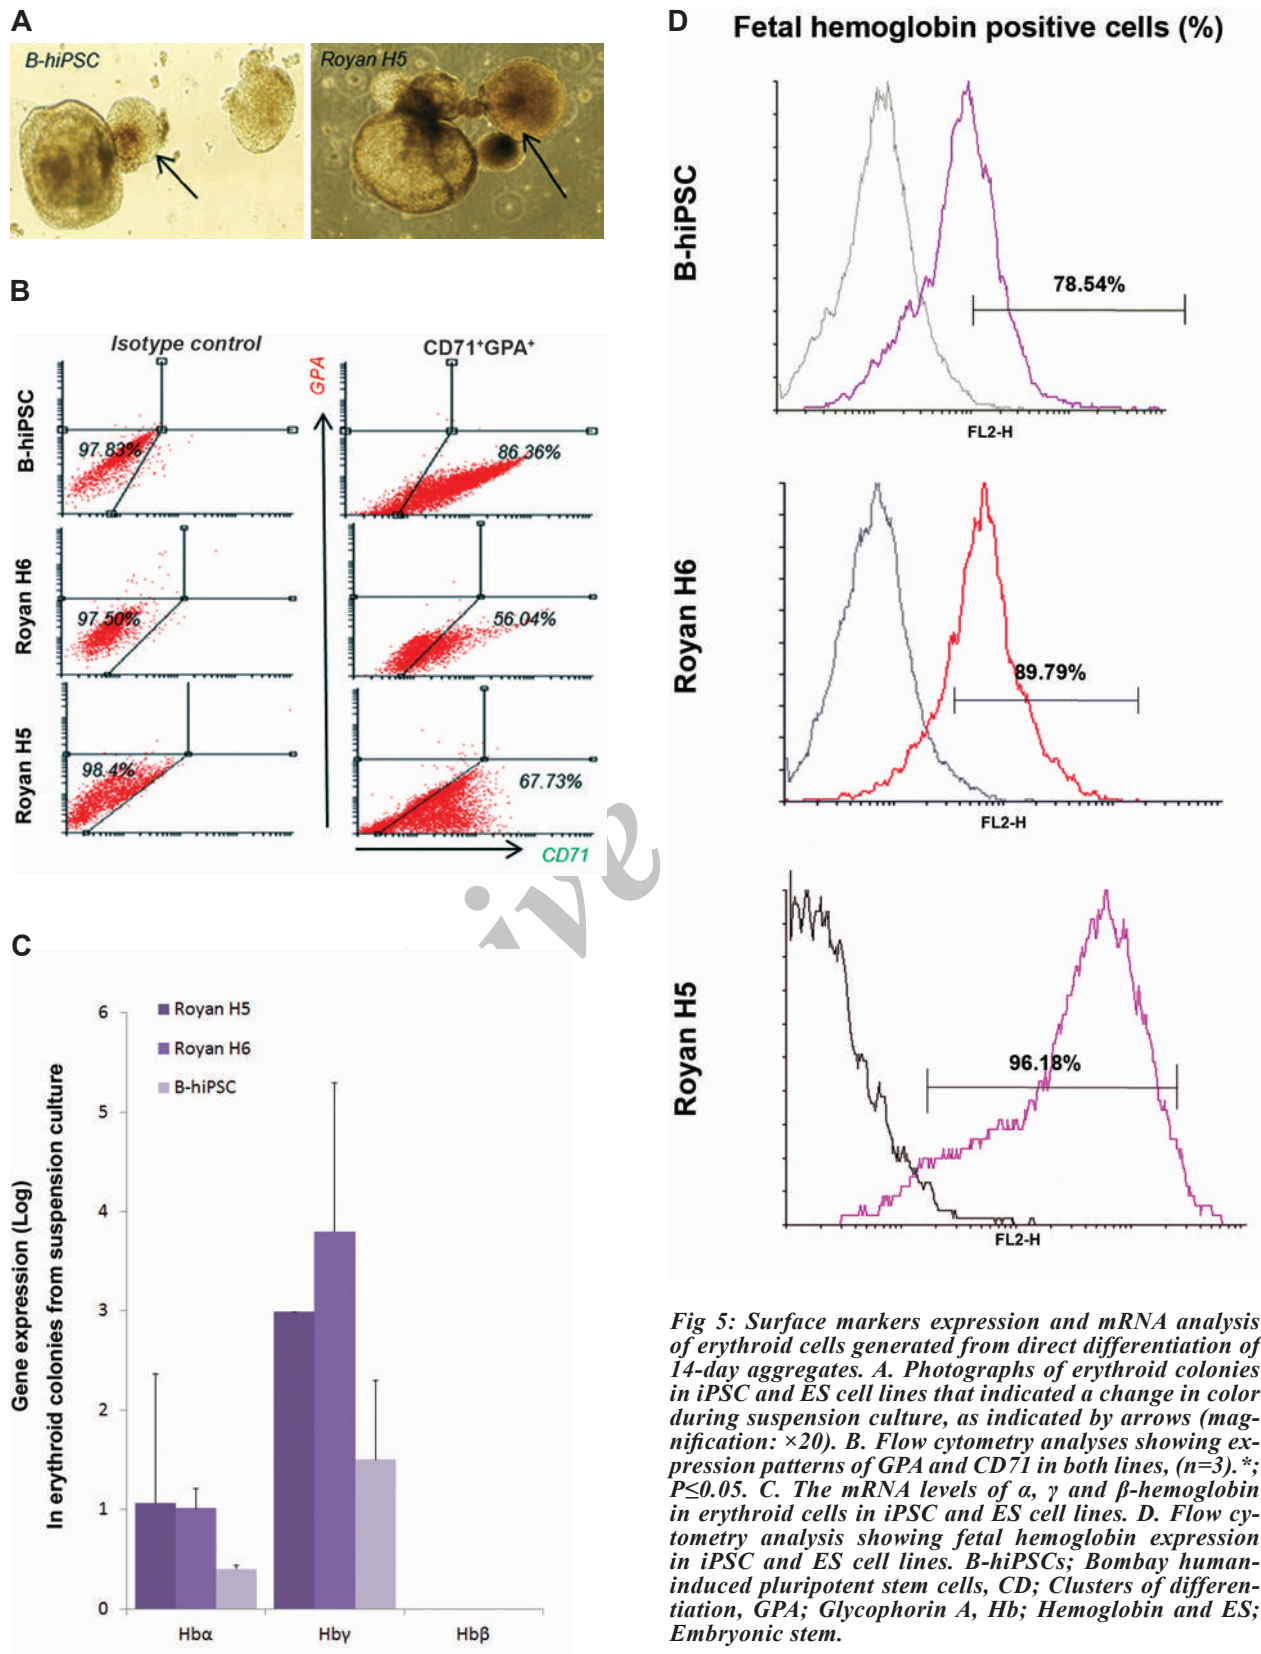 A
B-hiPSC
Royan H5
B
Isotype control
CD71⁺GPA⁺
GPA
B-hiPSC
97.83%
86.36%
Royan H6
97.50%
56.04%
Royan H5
98.4%
67.73%
CD71
ive
C
Gene expression (Log)
In erythroid colonies from suspension culture
6
5
4
3
2
1
0
Royan H5
Royan H6
B-hiPSC
Hbα
Hbγ
Hbβ
D
Fetal hemoglobin positive cells (%)
B-hiPSC
78.54%
FL2-H
Royan H6
89.79%
FL2-H
Royan H5
96.18%
FL2-H
Fig 5: Surface markers expression and mRNA analysis
of erythroid cells generated from direct differentiation of
14-day aggregates. A. Photographs of erythroid colonies
in iPSC and ES cell lines that indicated a change in color
during suspension culture, as indicated by arrows (mag-
nification: ×20). B. Flow cytometry analyses showing ex-
pression patterns of GPA and CD71 in both lines, (n=3).*;
P≤0.05. C. The mRNA levels of α, γ and β-hemoglobin
in erythroid cells in iPSC and ES cell lines. D. Flow cy-
tometry analysis showing fetal hemoglobin expression
in iPSC and ES cell lines. B-hiPSCs; Bombay human-
induced pluripotent stem cells, CD; Clusters of differen-
tiation, GPA; Glycophorin A, Hb; Hemoglobin and ES;
Embryonic stem.